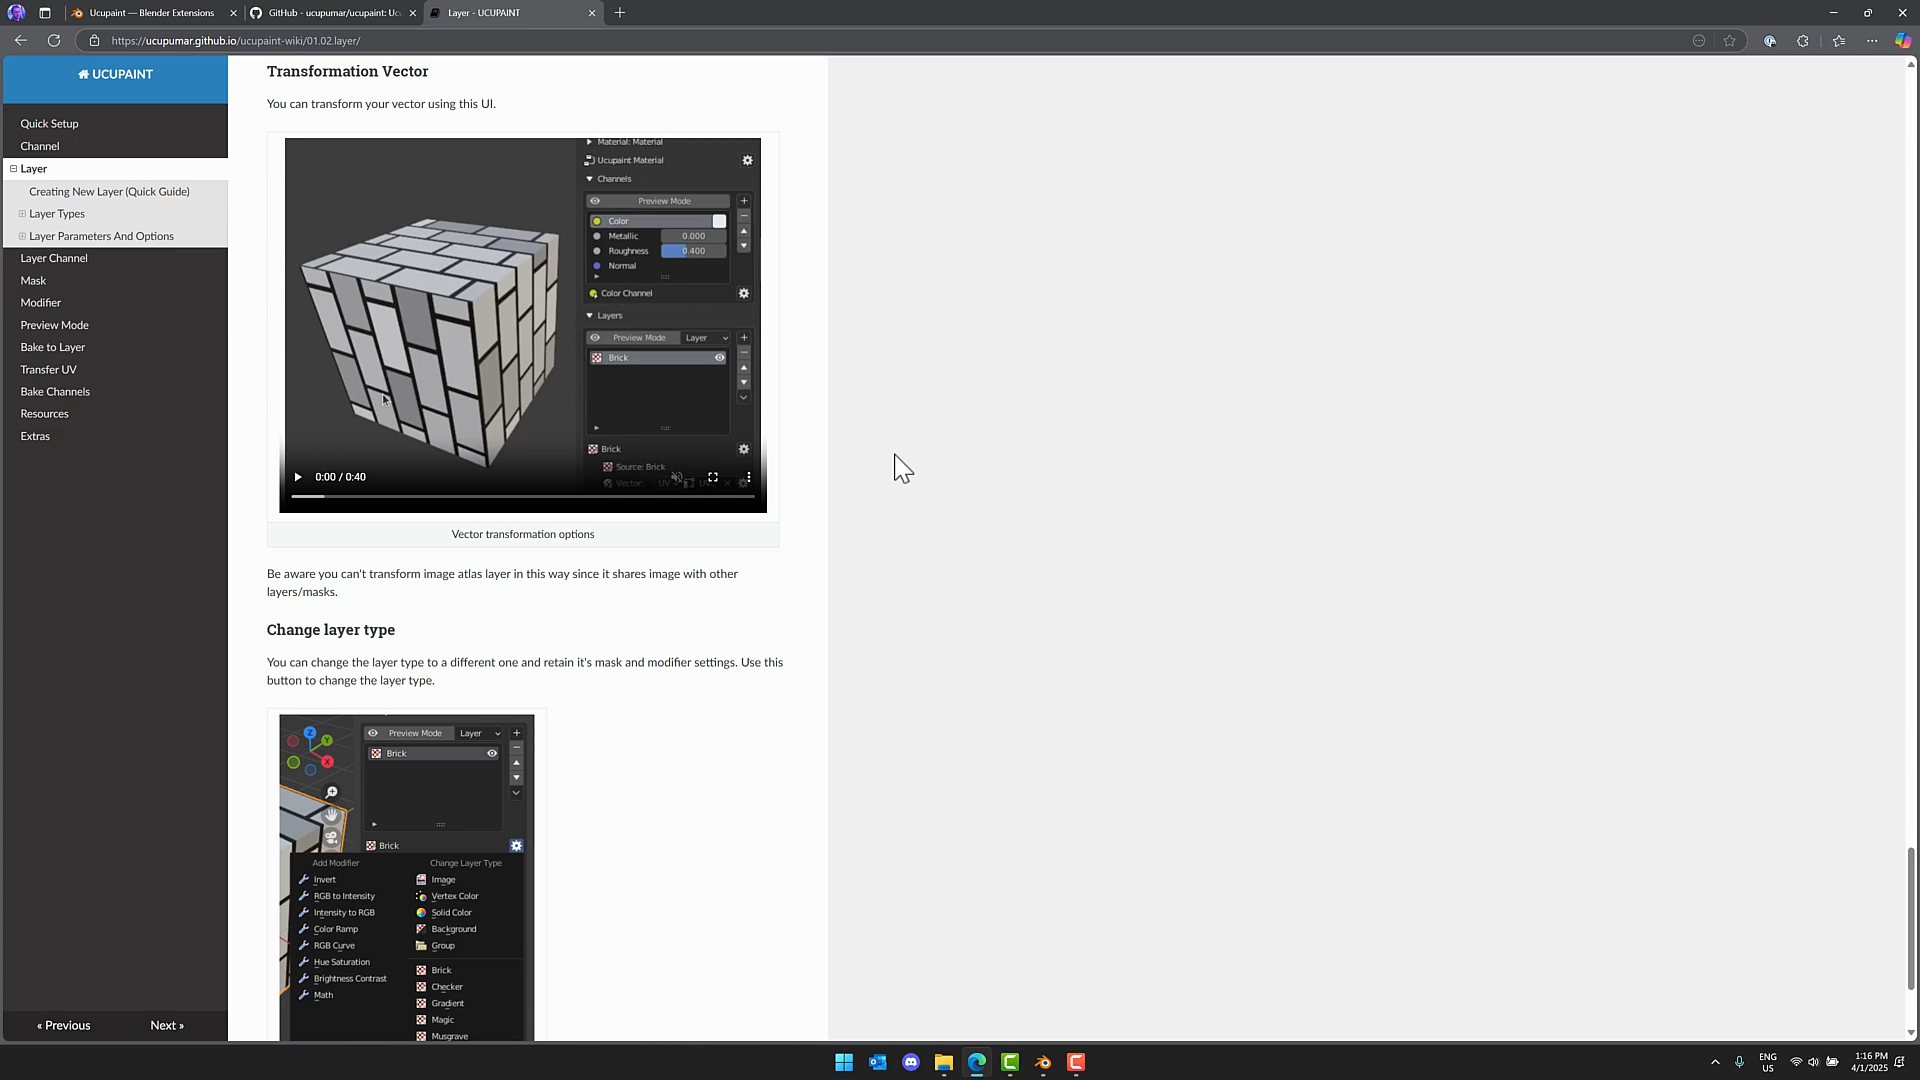 Ucupaint — Blender Extensions
GitHub - ucupumar/ucupaint: Uc
Layer - UCUPAINT
https://ucupumar.github.io/ucupaint-wiki/01.02.layer/
UCUPAINT
Quick Setup
Channel
Layer
Creating New Layer (Quick Guide)
Layer Types
Layer Parameters And Options
Layer Channel
Mask
Modifier
Preview Mode
Bake to Layer
Transfer UV
Bake Channels
Resources
Extras
« Previous
Next »
Transformation Vector
You can transform your vector using this UI.
Material: Material
Ucupaint Material
Channels
Preview Mode
Color
Metallic 0.000
Roughness 0.400
Normal
Color Channel
Layers
Preview Mode Layer
Brick
Brick
Source: Brick
Vector: UV
0:00 / 0:40
Vector transformation options
Be aware you can't transform image atlas layer in this way since it shares image with other
layers/masks.
Change layer type
You can change the layer type to a different one and retain it's mask and modifier settings. Use this
button to change the layer type.
Z
Y
X
Preview Mode Layer
Brick
Brick
Add Modifier
Invert
RGB to Intensity
Intensity to RGB
Color Ramp
RGB Curve
Hue Saturation
Brightness Contrast
Math
Change Layer Type
Image
Vertex Color
Solid Color
Background
Group
Brick
Checker
Gradient
Magic
Musgrave
ENG
US
1:16 PM
4/1/2025